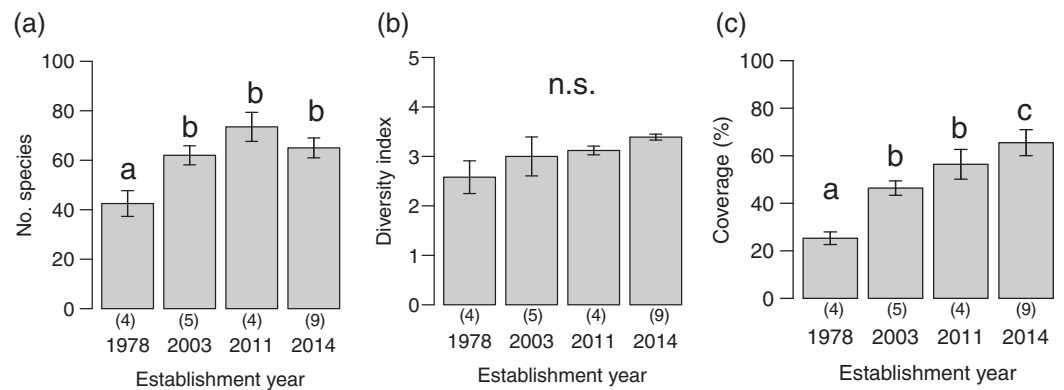 (a)
No. species
100
80
60
40
20
0
a
b
b
b
(4) (5) (4) (9)
1978 2003 2011 2014
Establishment year
(b)
Diversity index
5
4
3
2
1
0
n.s.
(4) (5) (4) (9)
1978 2003 2011 2014
Establishment year
(c)
Coverage (%)
100
80
60
40
20
0
a
b
b
c
(4) (5) (4) (9)
1978 2003 2011 2014
Establishment year